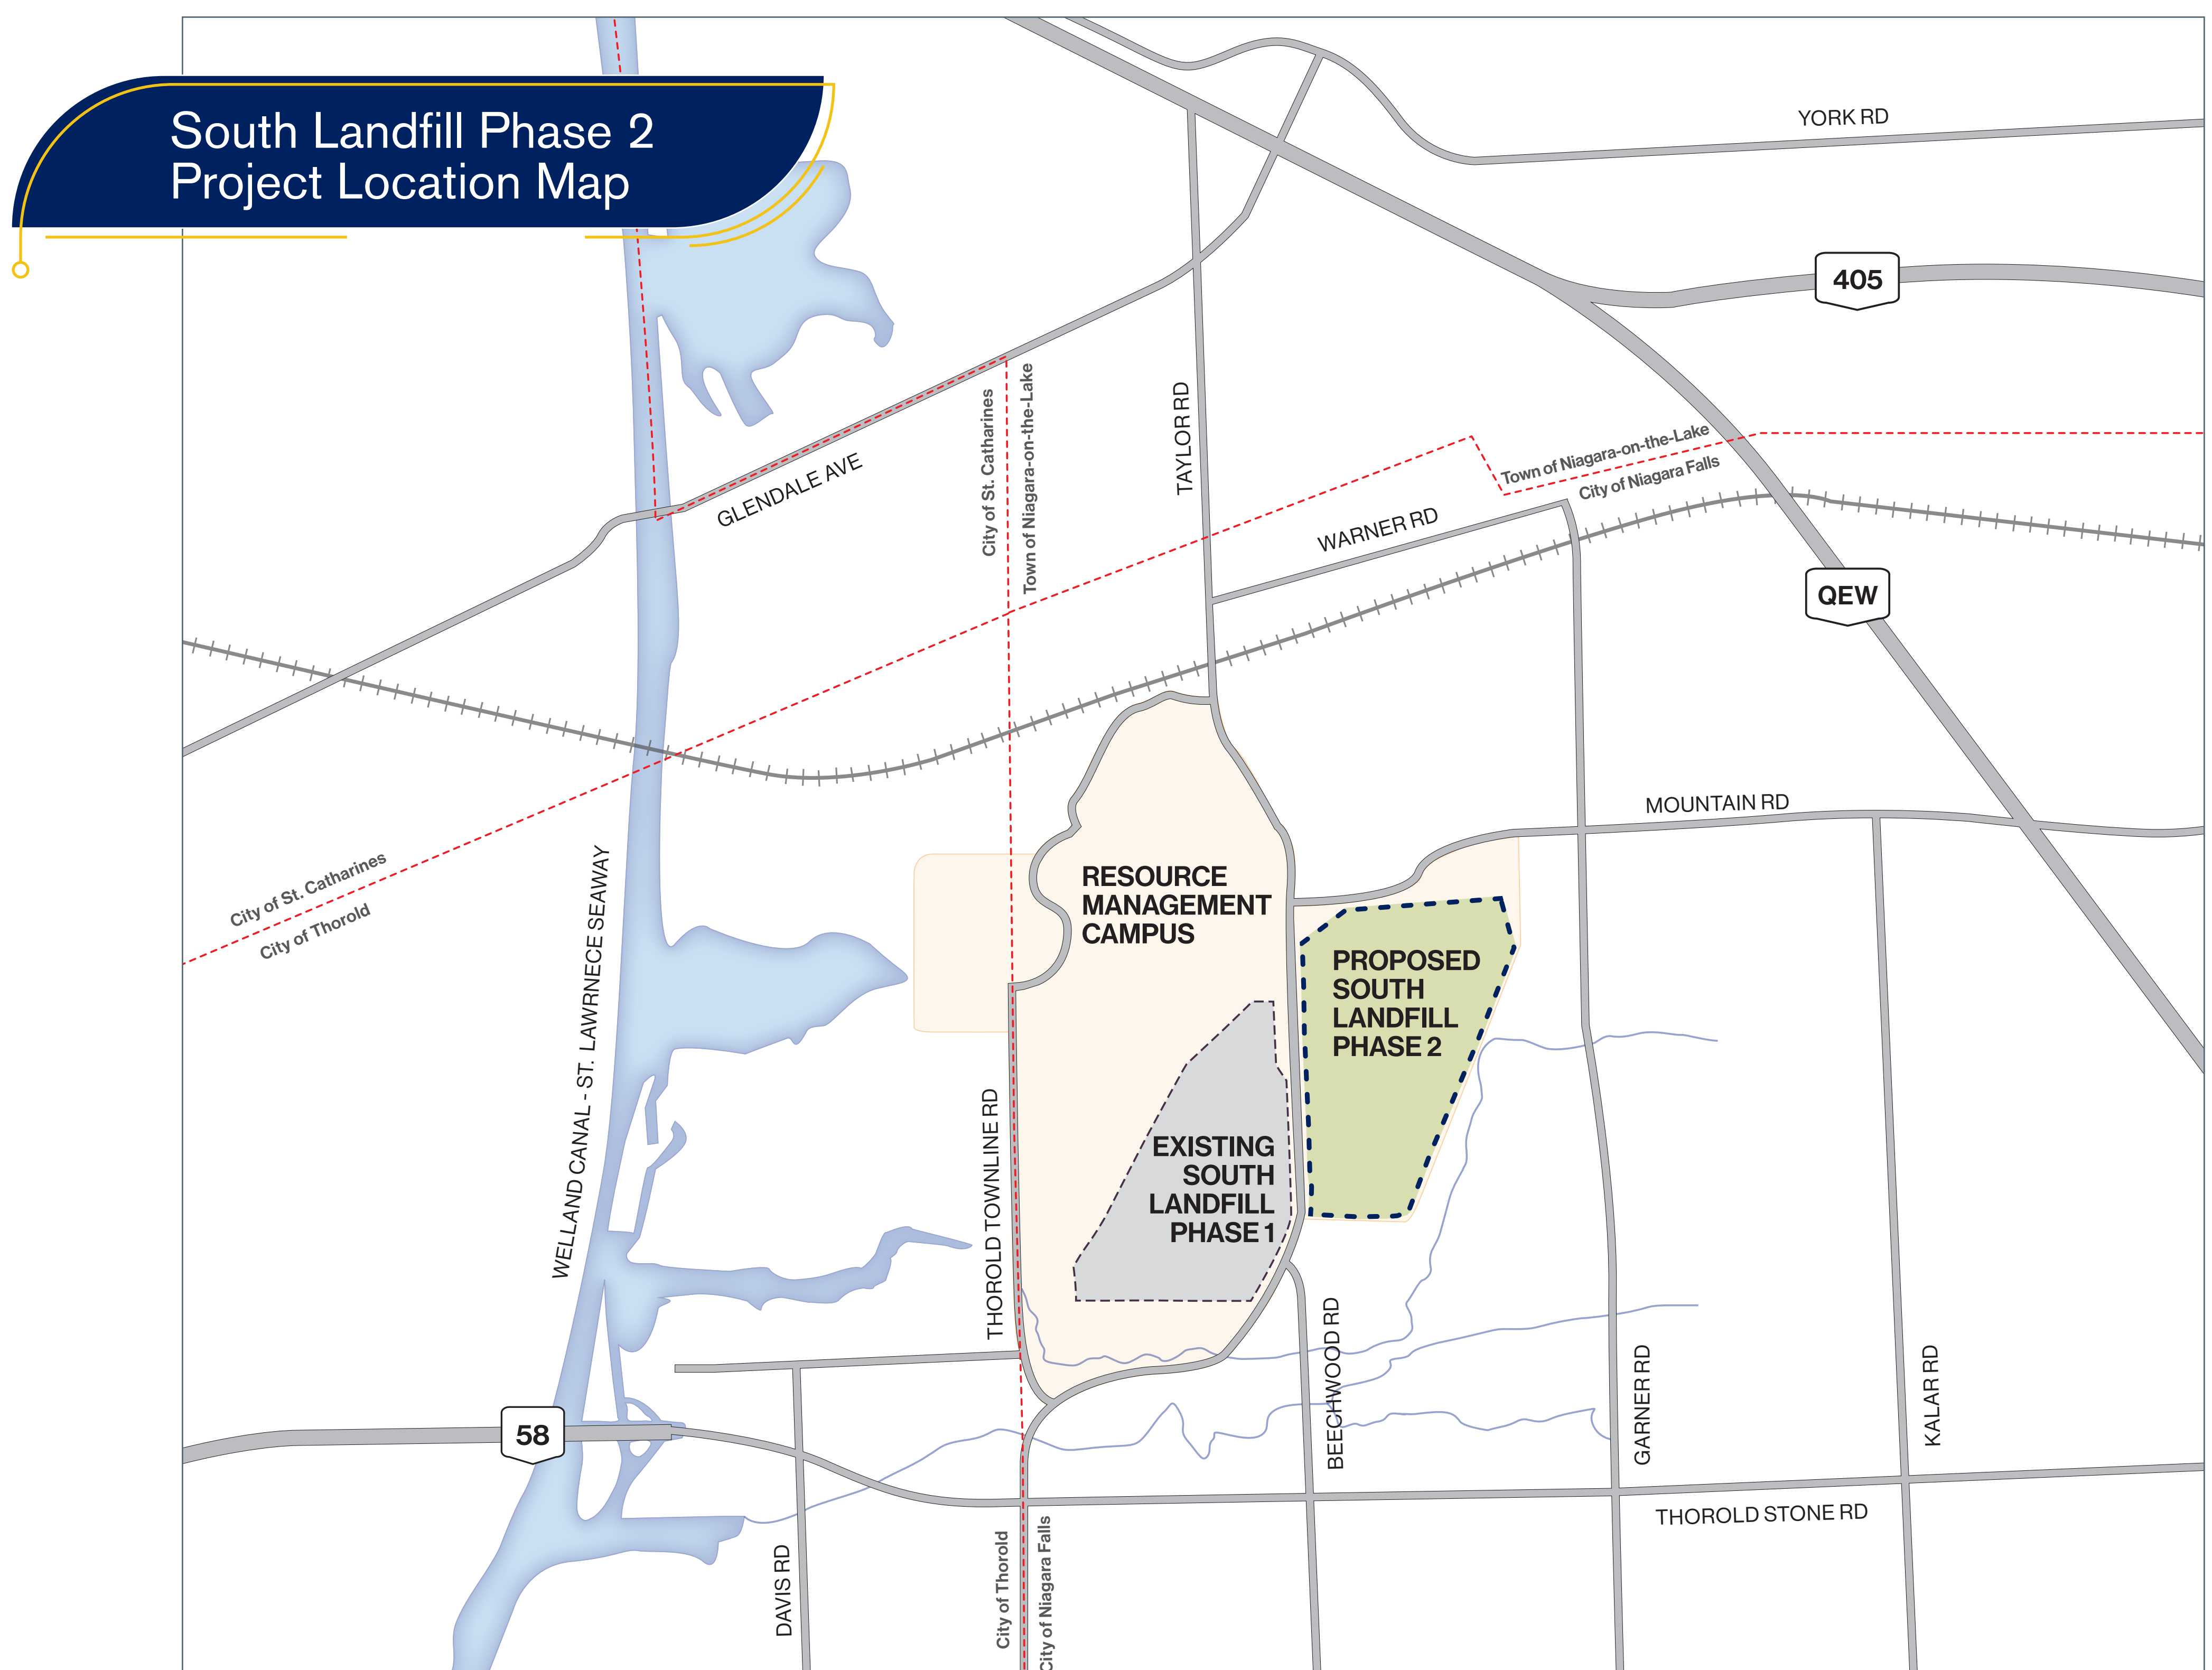 South Landfill Phase 2
Project Location Map
YORK RD
405
TAYLOR RD
City of St. Catharines
Town of Niagara-on-the-Lake
GLENDALE AVE
Town of Niagara-on-the-Lake
City of Niagara Falls
WARNER RD
QEW
MOUNTAIN RD
City of St. Catharines
City of Thorold
WELLAND CANAL - ST. LAWRNECE SEAWAY
RESOURCE
MANAGEMENT
CAMPUS
PROPOSED
SOUTH
LANDFILL
PHASE 2
EXISTING
SOUTH
LANDFILL
PHASE 1
THOROLD TOWNLINE RD
BEECHWOOD RD
GARNER RD
KALAR RD
58
THOROLD STONE RD
DAVIS RD
City of Thorold
City of Niagara Falls